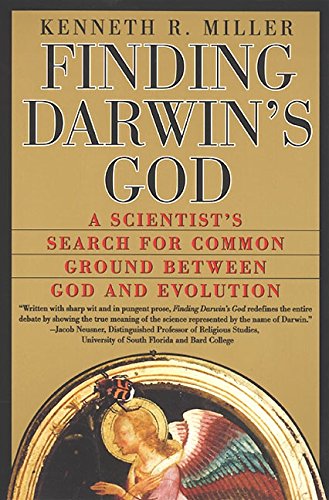 KENNETH R. MILLER
FINDING
DARWIN'S
GOD
A SCIENTIST'S
SEARCH FOR COMMON
GROUND BETWEEN
GOD AND EVOLUTION
"Written with sharp wit and in pungent prose, Finding Darwin's God redefines the entire
debate by showing the true meaning of the science represented by the name of Darwin."
—Jacob Neusner, Distinguished Professor of Religious Studies,
University of South Florida and Bard College